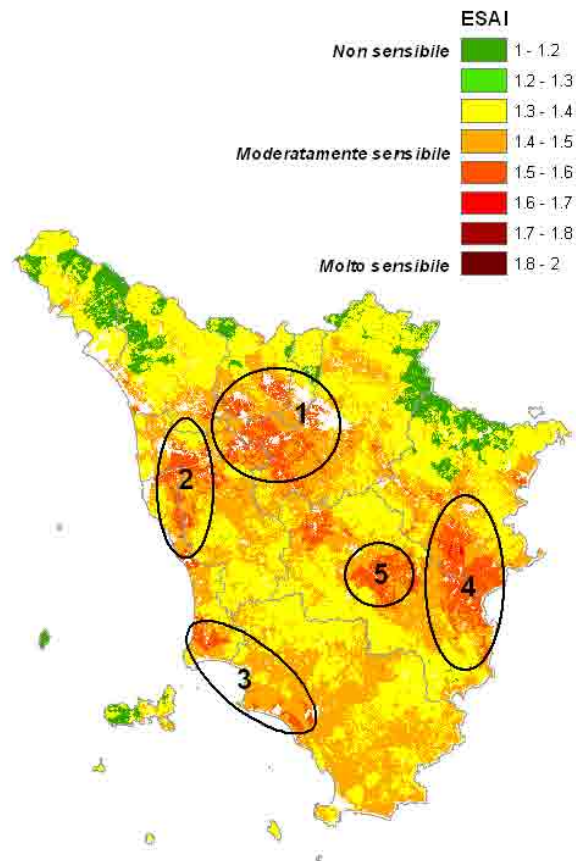 ESAI
Non sensibile 1 - 1.2
1.2 - 1.3
1.3 - 1.4
Moderatamente sensibile 1.4 - 1.5
1.5 - 1.6
1.6 - 1.7
1.7 - 1.8
Molto sensibile 1.8 - 2
1
2
5
4
3